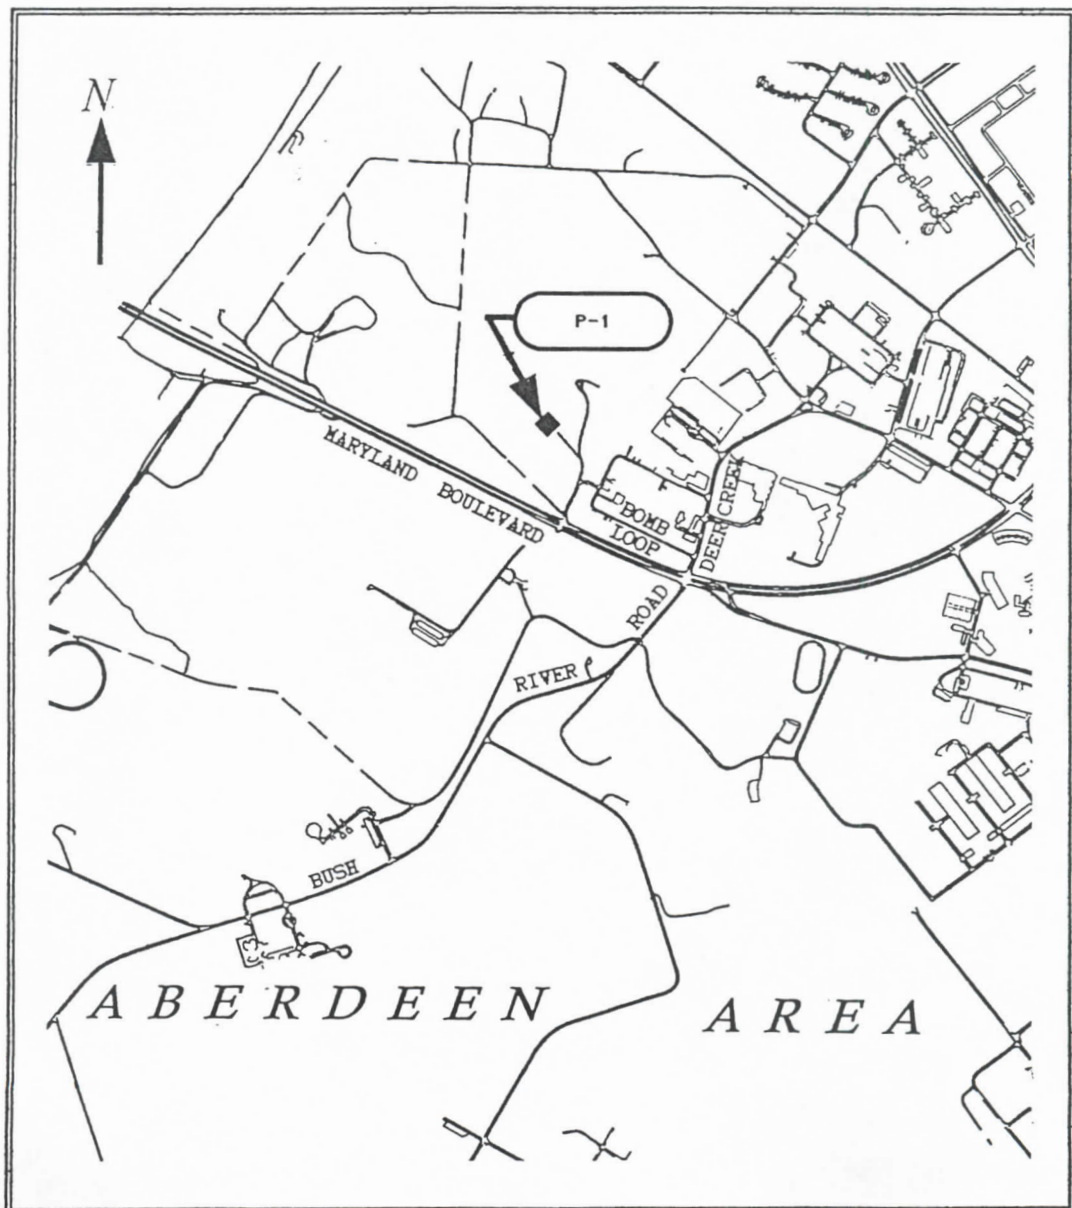 N
P-1
MARYLAND BOULEVARD
BOMB
LOOP
DEER CREEK
BUSH RIVER ROAD
ABERDEEN AREA